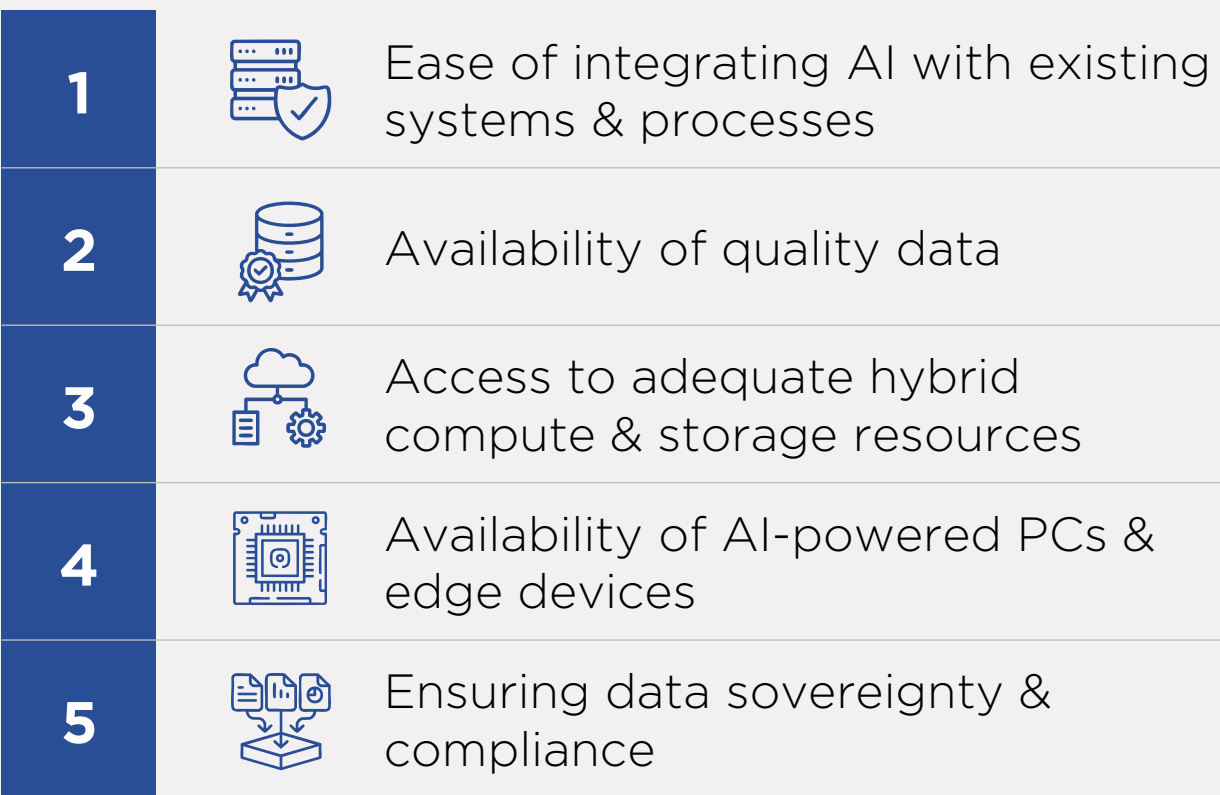 1
Ease of integrating AI with existing
systems & processes
2
Availability of quality data
3
Access to adequate hybrid
compute & storage resources
4
Availability of AI-powered PCs &
edge devices
5
Ensuring data sovereignty &
compliance